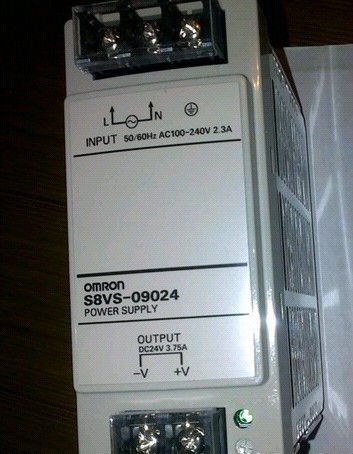 L N
INPUT 50/60Hz AC100-240V 2.3A
OMRON
S8VS-09024
POWER SUPPLY
OUTPUT
DC24V 3.75A
-V +V